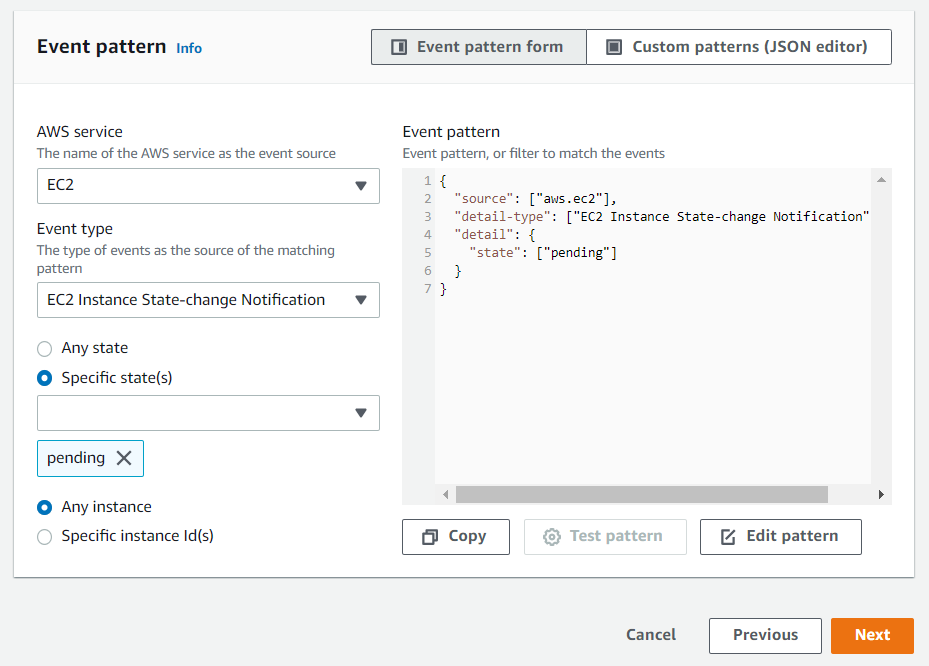 Event pattern Info
Event pattern form
Custom patterns (JSON editor)
AWS service
The name of the AWS service as the event source
EC2
Event type
The type of events as the source of the matching
pattern
EC2 Instance State-change Notification
Any state
Specific state(s)
pending
Any instance
Specific instance Id(s)
Event pattern
Event pattern, or filter to match the events
1 {
2   "source": ["aws.ec2"],
3   "detail-type": ["EC2 Instance State-change Notification"
4   "detail": {
5     "state": ["pending"]
6   }
7 }
Copy
Test pattern
Edit pattern
Cancel
Previous
Next